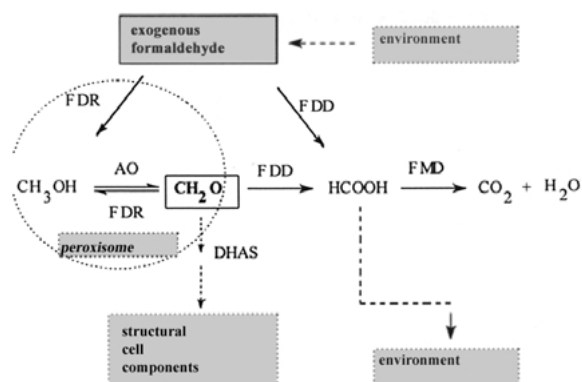 exogenous
formaldehyde
environment
FDR
FDD
CH3OH
AO
FDR
CH2O
FDD
HCOOH
FMD
CO2 + H2O
peroxisome
DHAS
structural
cell
components
environment